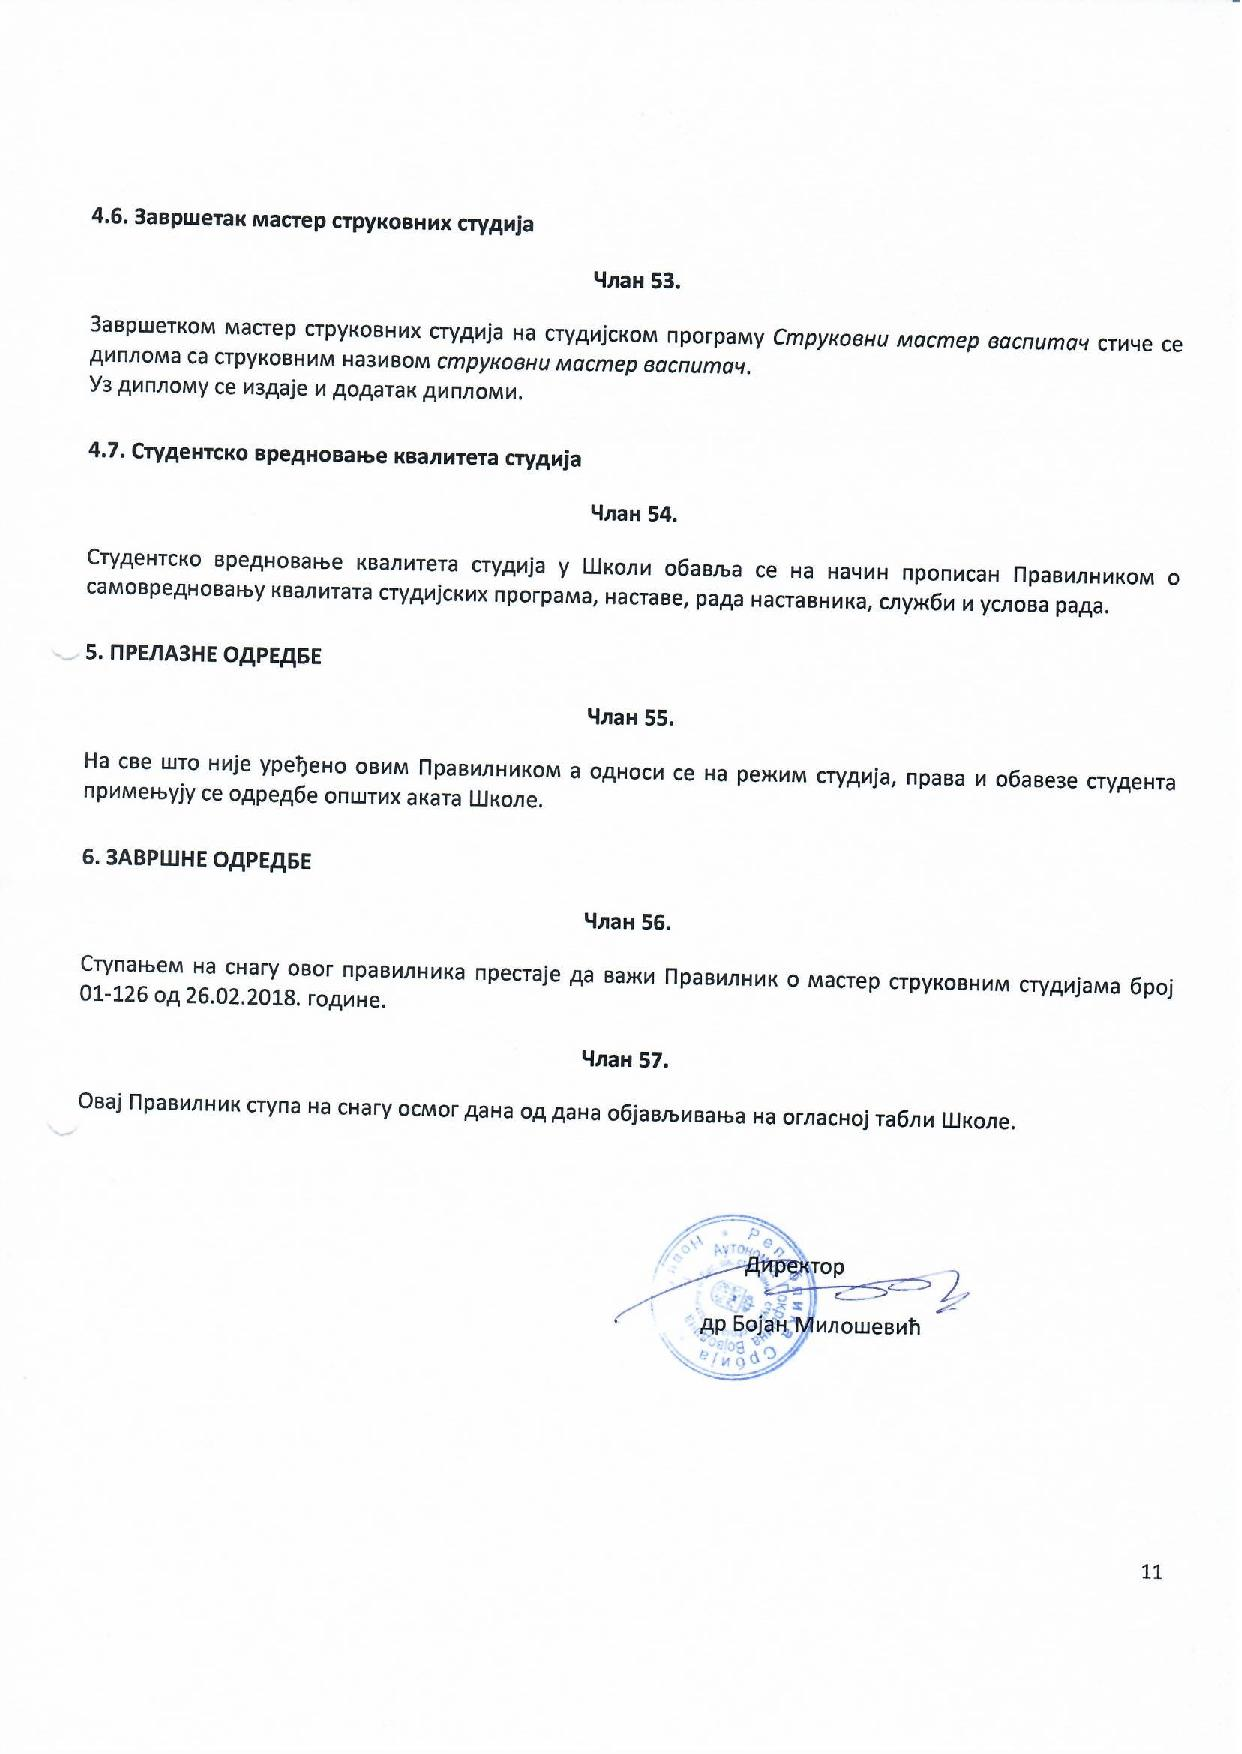 4.6. Завршетак мастер струковних студија
Члан 53.
Завршетком мастер струковних студија на студијском програму Струковни мастер васпитач стиче се
диплома са струковним називом струковни мастер васпитач.
Уз диплому се издаје и додатак дипломи.
4.7. Студентско вредновање квалитета студија
Члан 54.
Студентско вредновање квалитета студија у Школи обавља се на начин прописан Правилником о
самовредновању квалитата студијских програма, наставе, рада наставника, служби и услова рада.
5. ПРЕЛАЗНЕ ОДРЕДБЕ
Члан 55.
На све што није уређено овим Правилником а односи се на режим студија, права и обавезе студента
примењују се одредбе општих аката Школе.
6. ЗАВРШНЕ ОДРЕДБЕ
Члан 56.
Ступањем на снагу овог правилника престаје да важи Правилник о мастер струковним студијама број
01-126 од 26.02.2018. године.
Члан 57.
Овај Правилник ступа на снагу осмог дана од дана објављивања на огласној табли Школе.
Република Србија
Аутономна Покрајина Војводина
Директор
др Бојан Милошевић
11